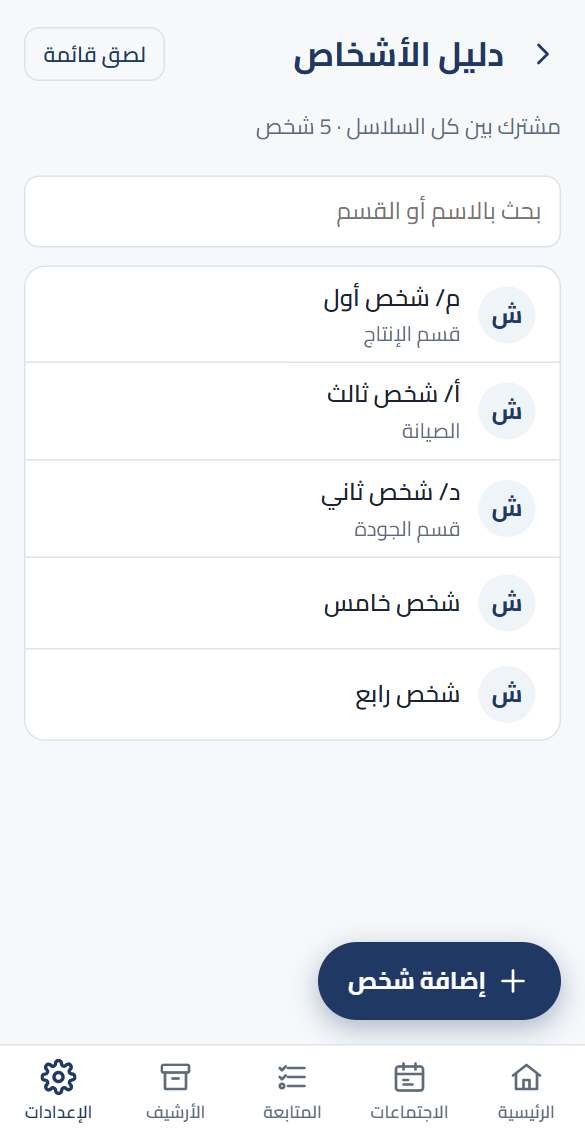 دليل الأشخاص
لصق قائمة
مشترك بين كل السلاسل · 5 شخص
بحث بالاسم أو القسم
ش
م/ شخص أول
قسم الإنتاج
ش
أ/ شخص ثالث
الصيانة
ش
د/ شخص ثاني
قسم الجودة
ش
شخص خامس
ش
شخص رابع
إضافة شخص
الرئيسية
الاجتماعات
المتابعة
الأرشيف
الإعدادات